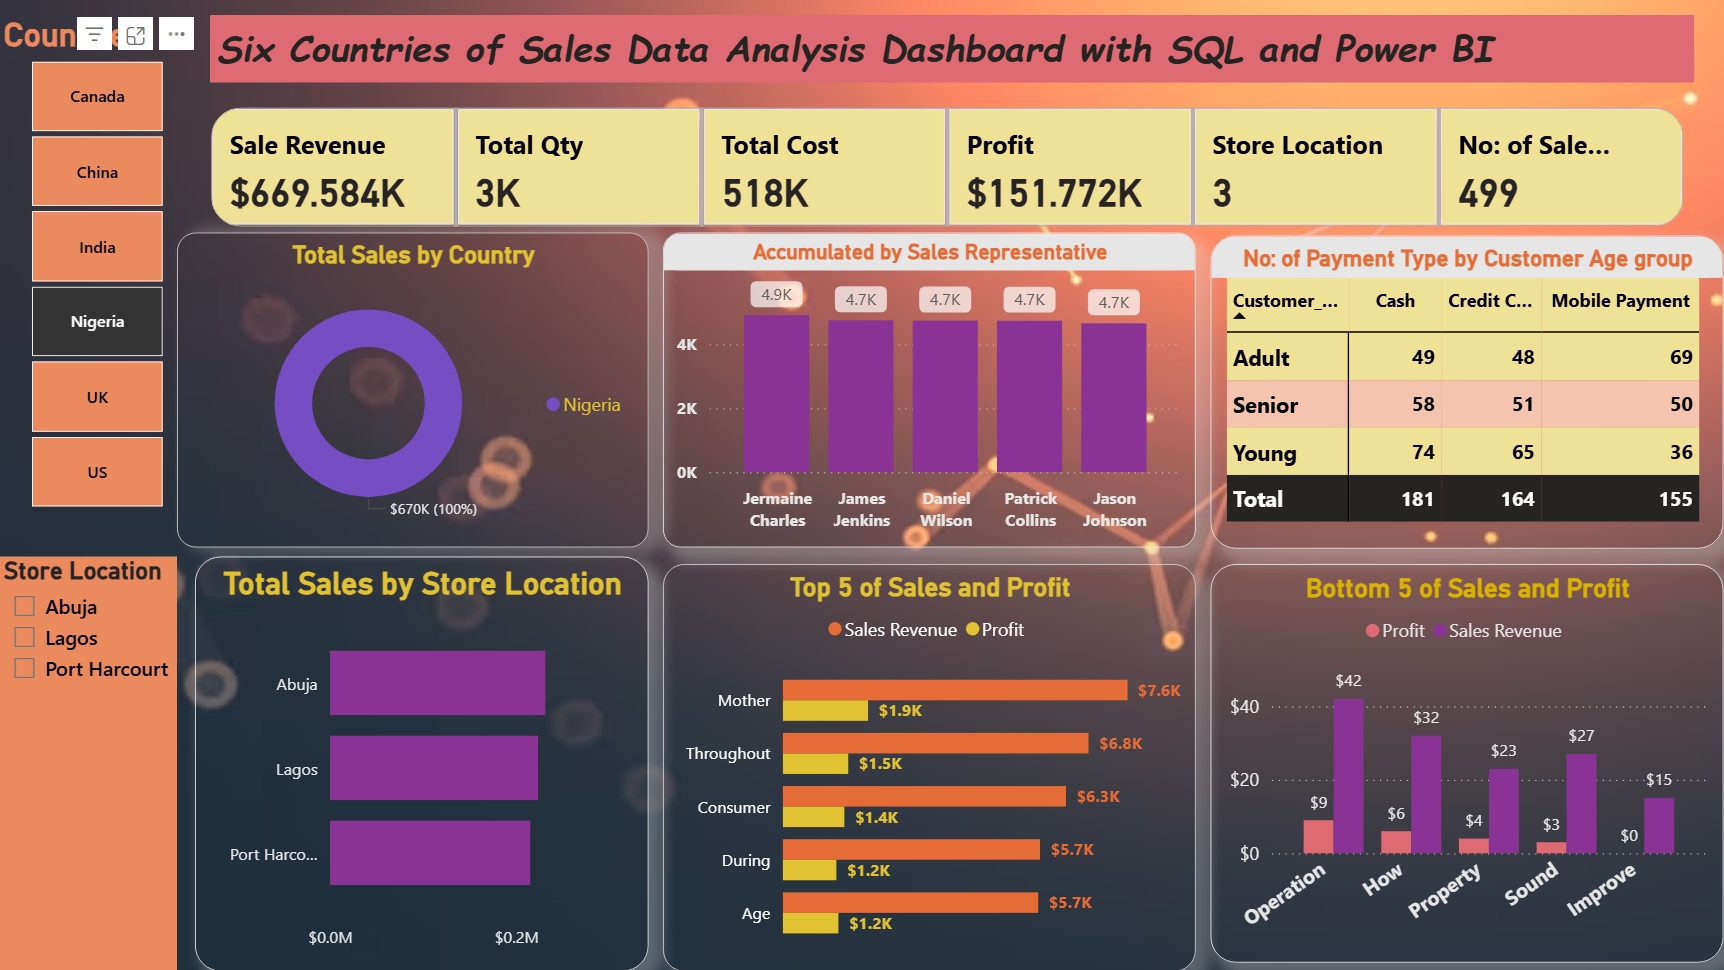 Coun
Canada
China
India
Nigeria
UK
US
Store Location
Abuja
Lagos
Port Harcourt
Six Countries of Sales Data Analysis Dashboard with SQL and Power BI
Sale Revenue
$669.584K
Total Qty
3K
Total Cost
518K
Profit
$151.772K
Store Location
3
No: of Sale...
499
Total Sales by Country
Nigeria
$670K (100%)
Accumulated by Sales Representative
4.9K 4.7K 4.7K 4.7K 4.7K
4K
2K
0K
Jermaine Charles
James Jenkins
Daniel Wilson
Patrick Collins
Jason Johnson
No: of Payment Type by Customer Age group
Customer_... Cash Credit C... Mobile Payment
Adult 49 48 69
Senior 58 51 50
Young 74 65 36
Total 181 164 155
Total Sales by Store Location
Abuja
Lagos
Port Harco...
$0.0M $0.2M
Top 5 of Sales and Profit
Sales Revenue Profit
Mother $7.6K
$1.9K
Throughout $6.8K
$1.5K
Consumer $6.3K
$1.4K
During $5.7K
$1.2K
Age $5.7K
$1.2K
Bottom 5 of Sales and Profit
Profit Sales Revenue
$40
$20
$0
$9 $42
$6 $32
$4 $23
$3 $27
$0 $15
Operation How Property Sound Improve